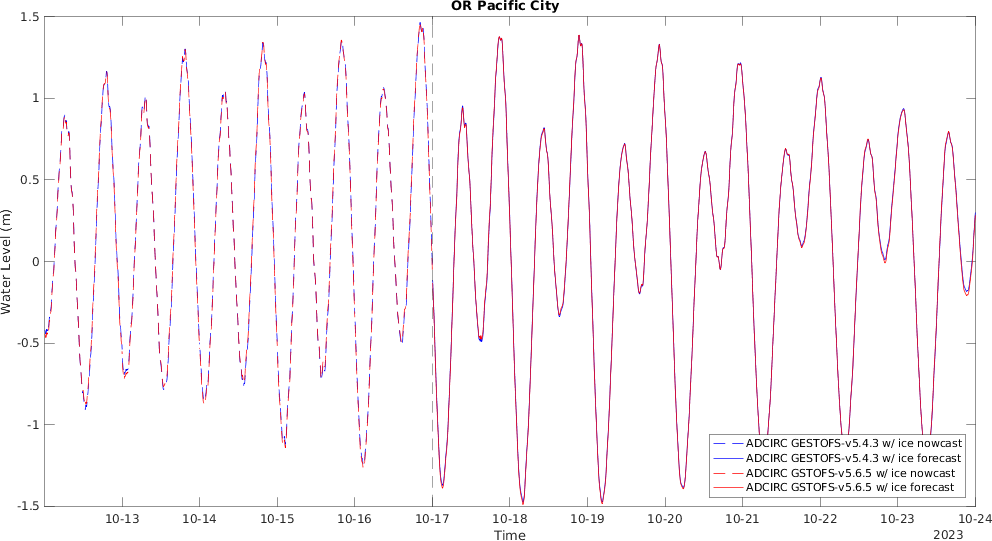 OR Pacific City
1.5
1
0.5
0
-0.5
-1
-1.5
Water Level (m)
ADCIRC GESTOFS-v5.4.3 w/ ice nowcast
ADCIRC GESTOFS-v5.4.3 w/ ice forecast
ADCIRC GSTOFS-v5.6.5 w/ ice nowcast
ADCIRC GSTOFS-v5.6.5 w/ ice forecast
10-13 10-14 10-15 10-16 10-17 10-18 10-19 10-20 10-21 10-22 10-23 10-24
Time
2023